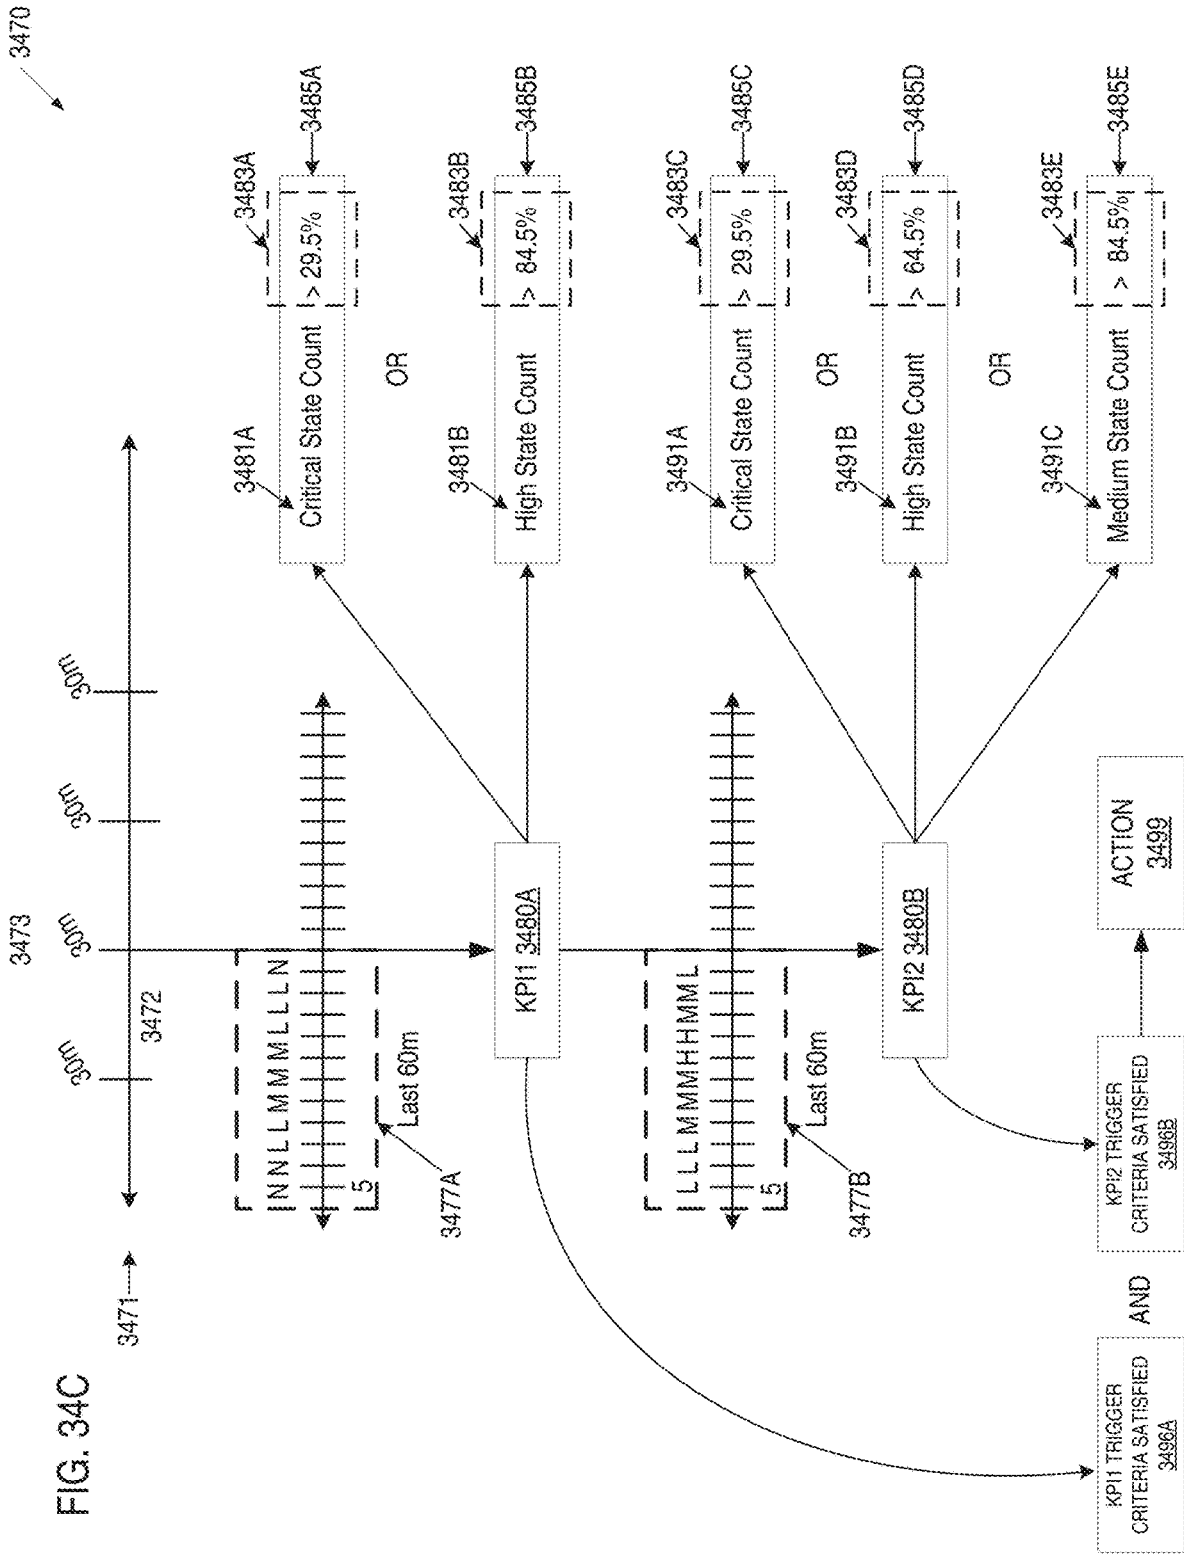 FIG. 34C
3470
3471
3472
3473
30m
30m
30m
30m
N N L L M M M L L L N
5
Last 60m
3477A
KPI1 3480A
3481A
Critical State Count > 29.5%
3483A
3485A
OR
3481B
High State Count > 84.5%
3483B
3485B
L L L M M M H H M M L
5
Last 60m
3477B
KPI2 3480B
3491A
Critical State Count > 29.5%
3483C
3485C
OR
3491B
High State Count > 64.5%
3483D
3485D
OR
3491C
Medium State Count > 84.5%
3483E
3485E
KPI1 TRIGGER
CRITERIA SATISFIED
3496A
AND
KPI2 TRIGGER
CRITERIA SATISFIED
3496B
ACTION
3499